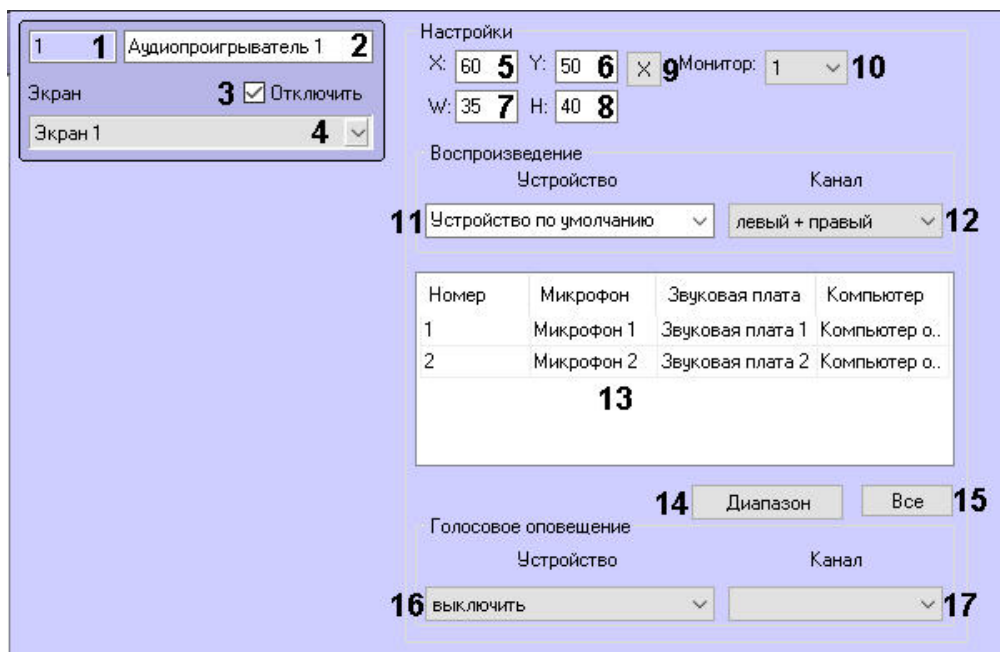 1 1 Аудиопроигрыватель 1 2
Экран 3 Отключить
Экран 1 4
Настройки
X: 60 5 Y: 50 6 X 9 Монитор: 1 10
W: 35 7 H: 40 8
Воспроизведение
Устройство Канал
11 Устройство по умолчанию левый + правый 12
Номер Микрофон Звуковая плата Компьютер
1 Микрофон 1 Звуковая плата 1 Компьютер о..
2 Микрофон 2 Звуковая плата 2 Компьютер о..
13
14 Диапазон Все 15
Голосовое оповещение
Устройство Канал
16 выключить 17